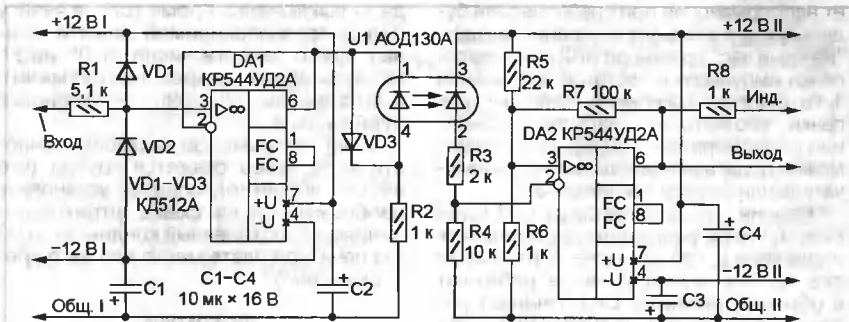 +12 В I
U1 АОД130А
+12 В II
R1
5,1 к
VD1
DA1
КР544УД2А
R5
22 к
R7 100 к
R8
1 к
Инд.
3
2
▷∞
6
1
3
4
2
Вход
VD2
FC
FC
1
8
VD3
DA2 КР544УД2А
Выход
VD1–VD3
КД512А
+U
-U
7
4
R3
2 к
3
2
▷∞
6
R2
1 к
R4
10 к
R6
1 к
FC
FC
1
8
C4
+U
-U
7
4
−12 В I
C1–C4
10 мк × 16 В
−12 В II
Общ. I
C1
C2
C3
Общ. II